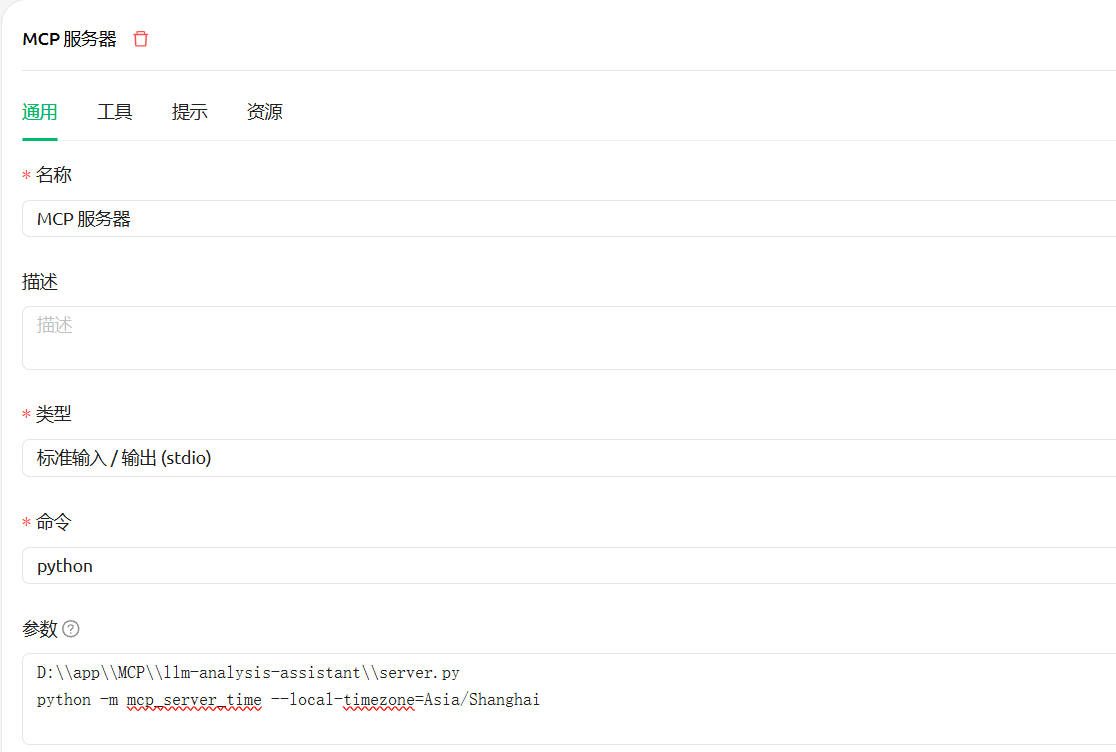 MCP 服务器
通用 工具 提示 资源
* 名称
MCP 服务器
描述
描述
* 类型
标准输入 / 输出 (stdio)
* 命令
python
参数 ?
D:\\app\\MCP\\llm-analysis-assistant\\server.py
python -m mcp_server_time --local-timezone=Asia/Shanghai